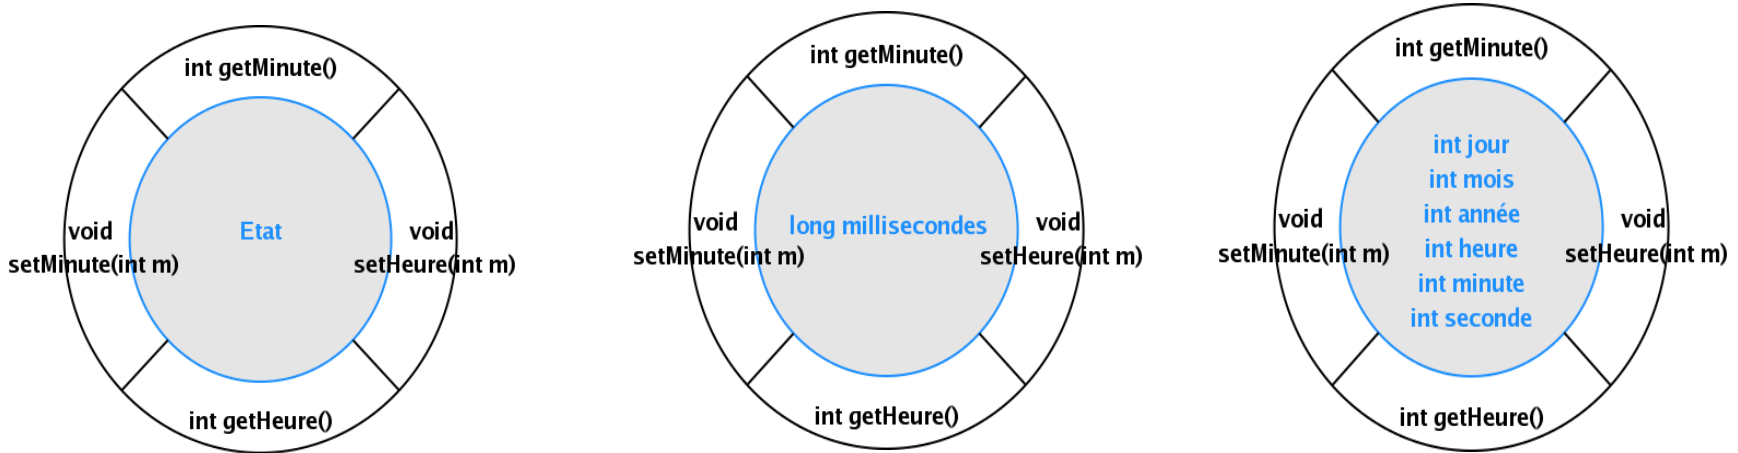 int getMinute()
void
setMinute(int m)
Etat
void
setHeure(int m)
int getHeure()
int getMinute()
void
setMinute(int m)
long millisecondes
void
setHeure(int m)
int getHeure()
int getMinute()
void
setMinute(int m)
int jour
int mois
int année
int heure
int minute
int seconde
void
setHeure(int m)
int getHeure()